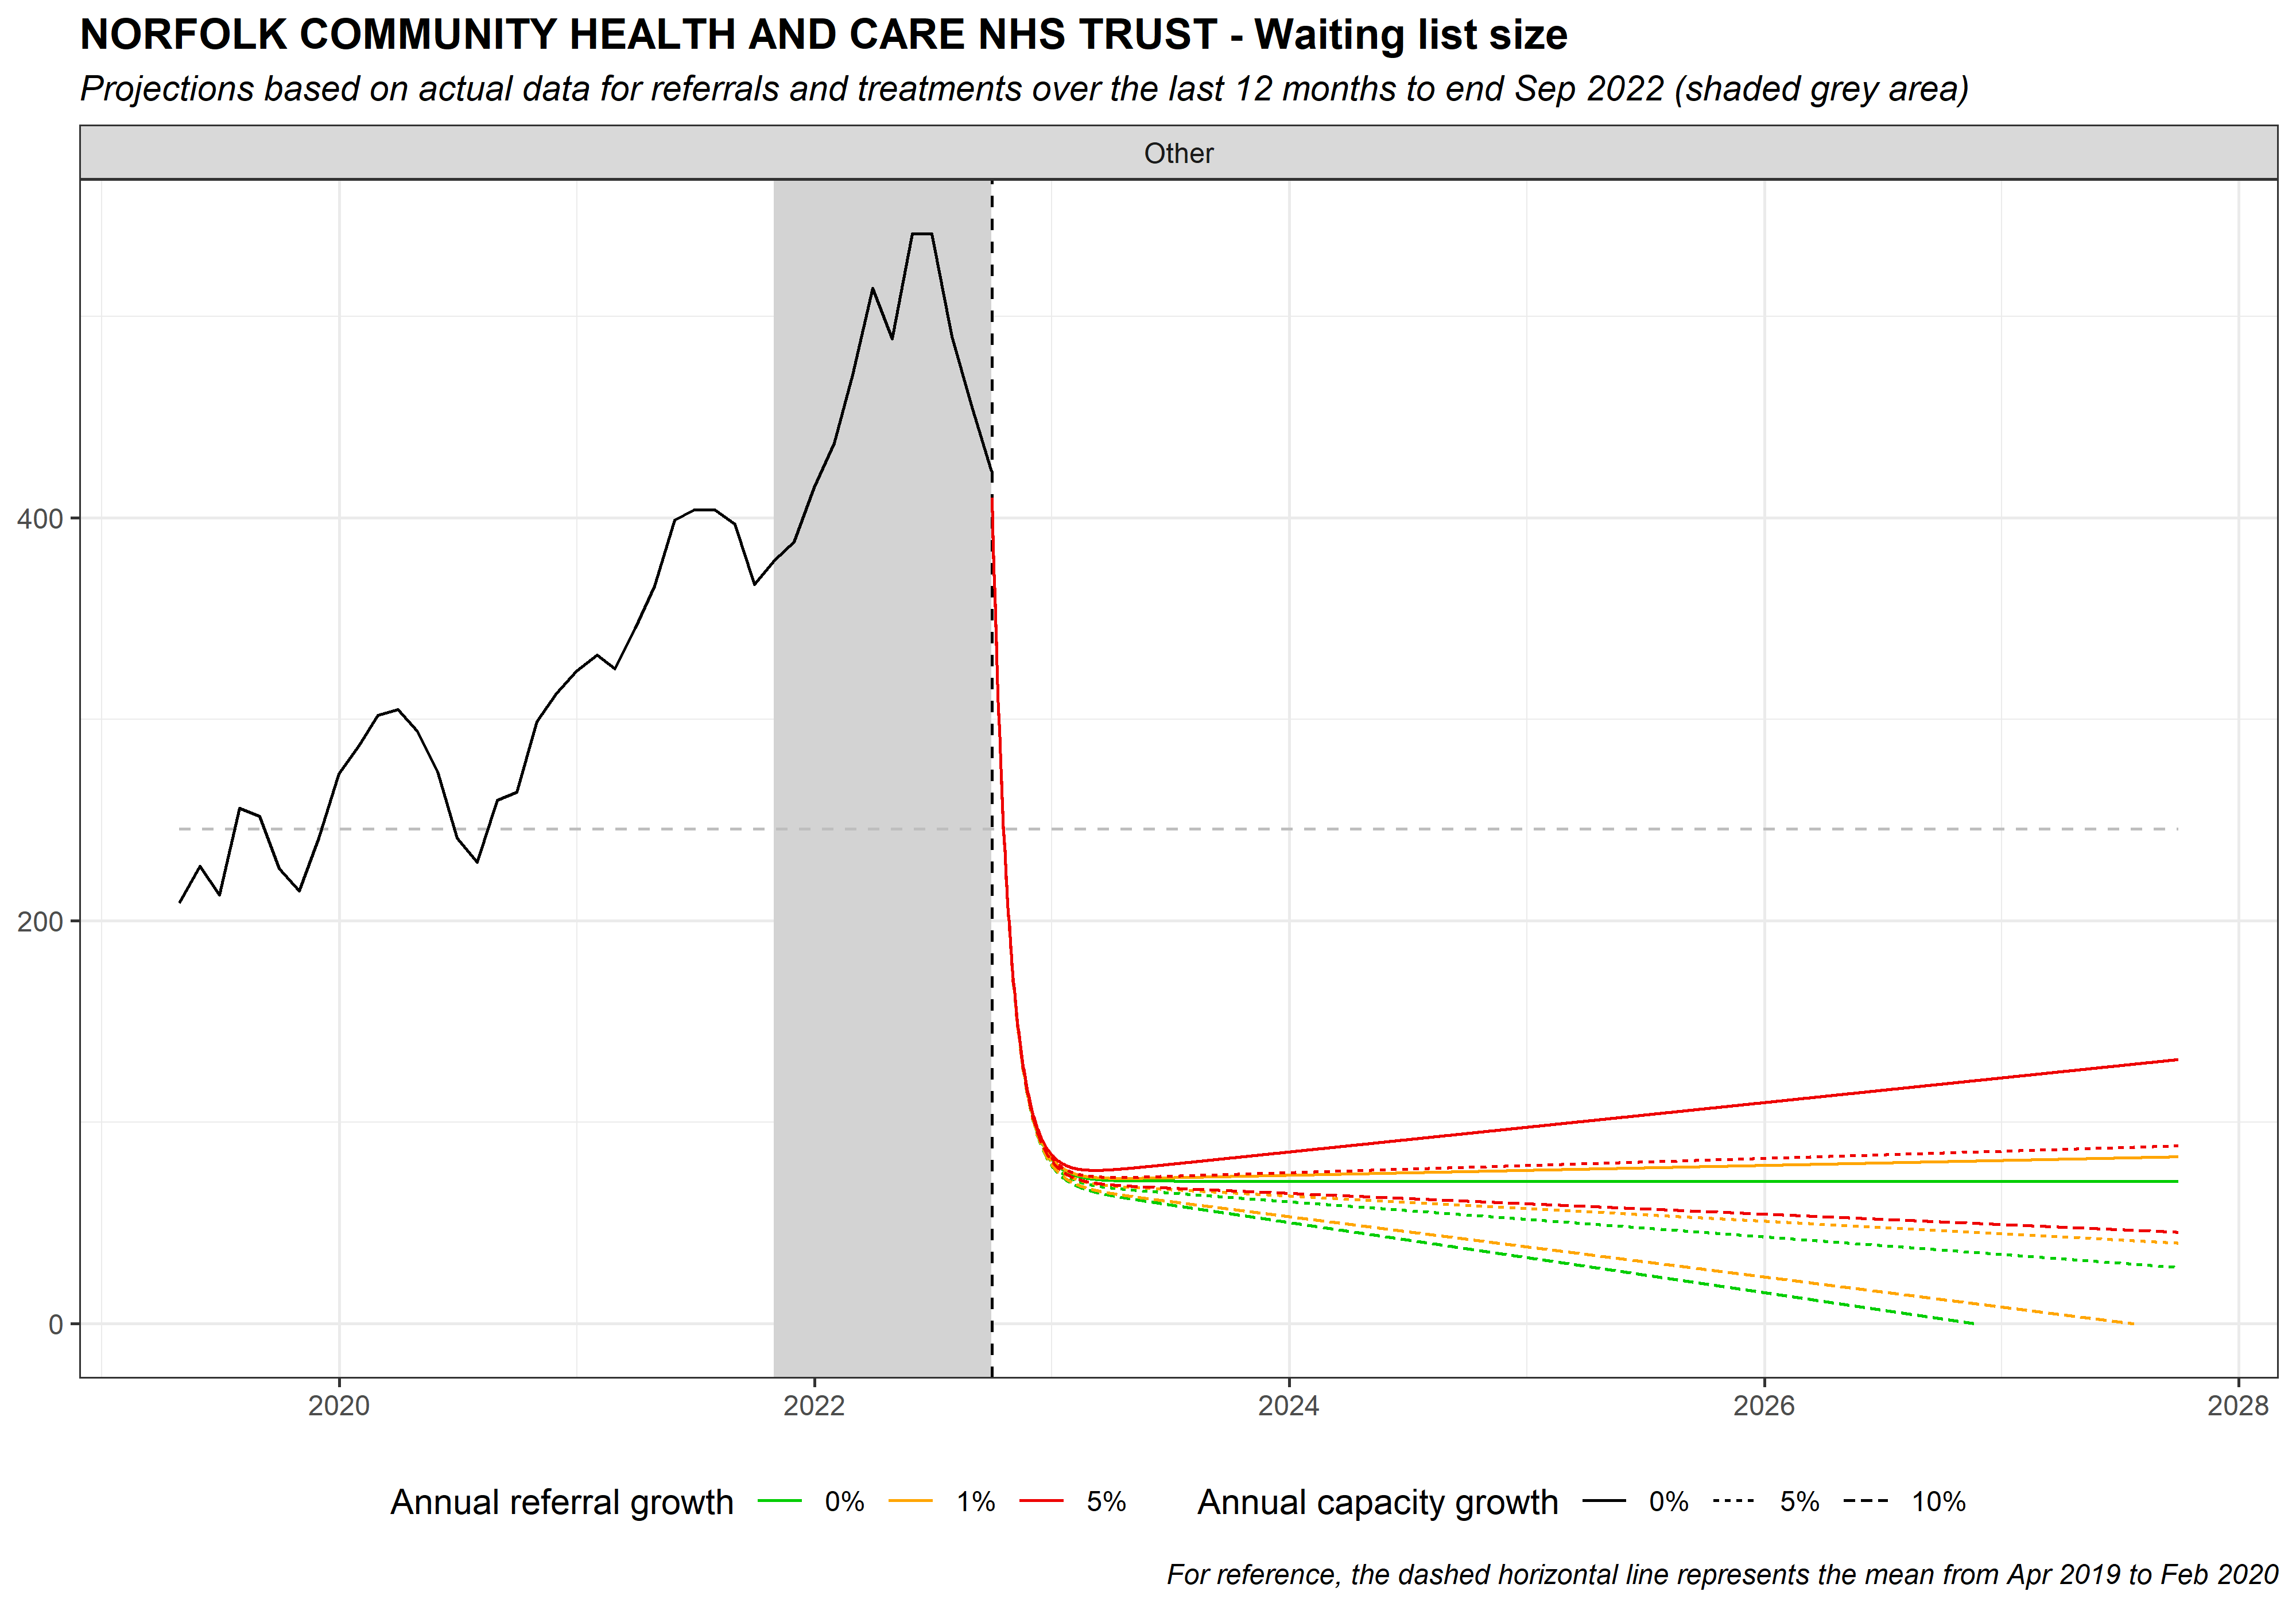 NORFOLK COMMUNITY HEALTH AND CARE NHS TRUST - Waiting list size
Projections based on actual data for referrals and treatments over the last 12 months to end Sep 2022 (shaded grey area)
Other
400
200
0
2020 2022 2024 2026 2028
Annual referral growth 0% 1% 5% Annual capacity growth 0% 5% 10%
For reference, the dashed horizontal line represents the mean from Apr 2019 to Feb 2020